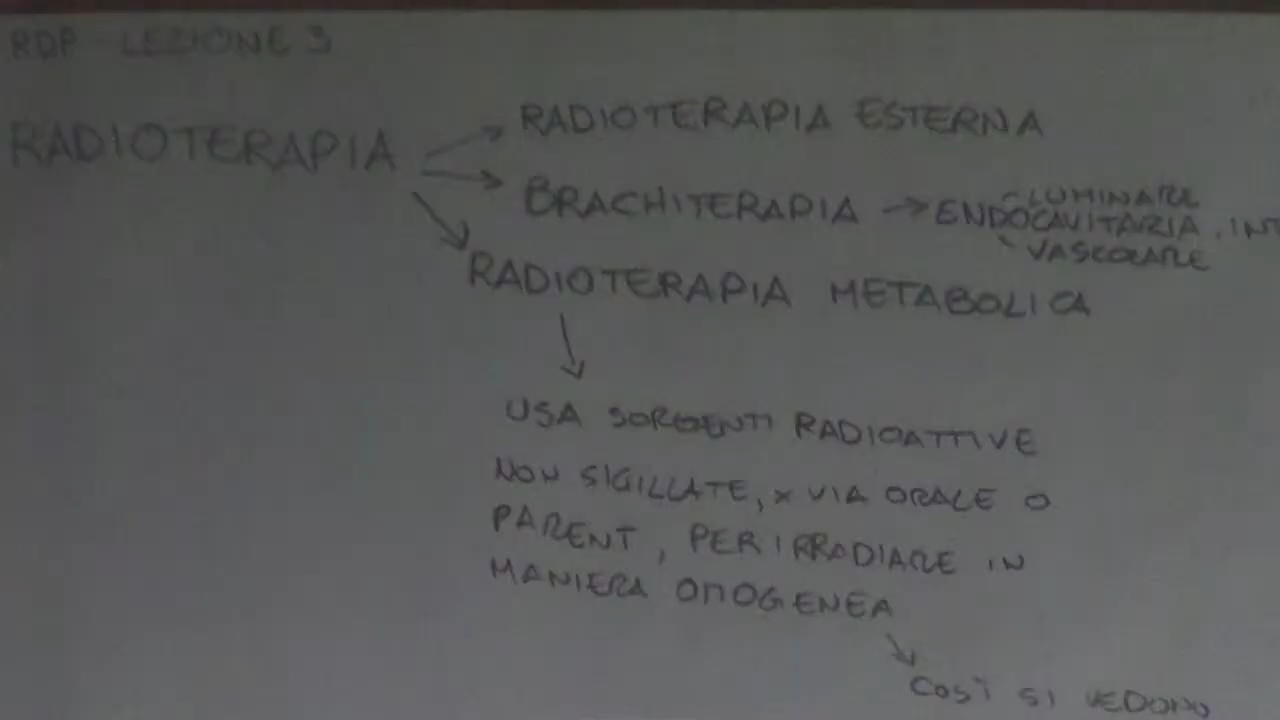 RDP LEZIONE 3
RADIOTERAPIA
RADIOTERAPIA ESTERNA
BRACHITERAPIA → ENDOCAVITARIA, INT
LUMINARE
VASCOLARE
RADIOTERAPIA METABOLICA
USA SORGENTI RADIOATTIVE
NON SIGILLATE, x VIA ORALE O
PARENT, PER IRRADIARE IN
MANIERA OMOGENEA
COSÌ SI VEDONO